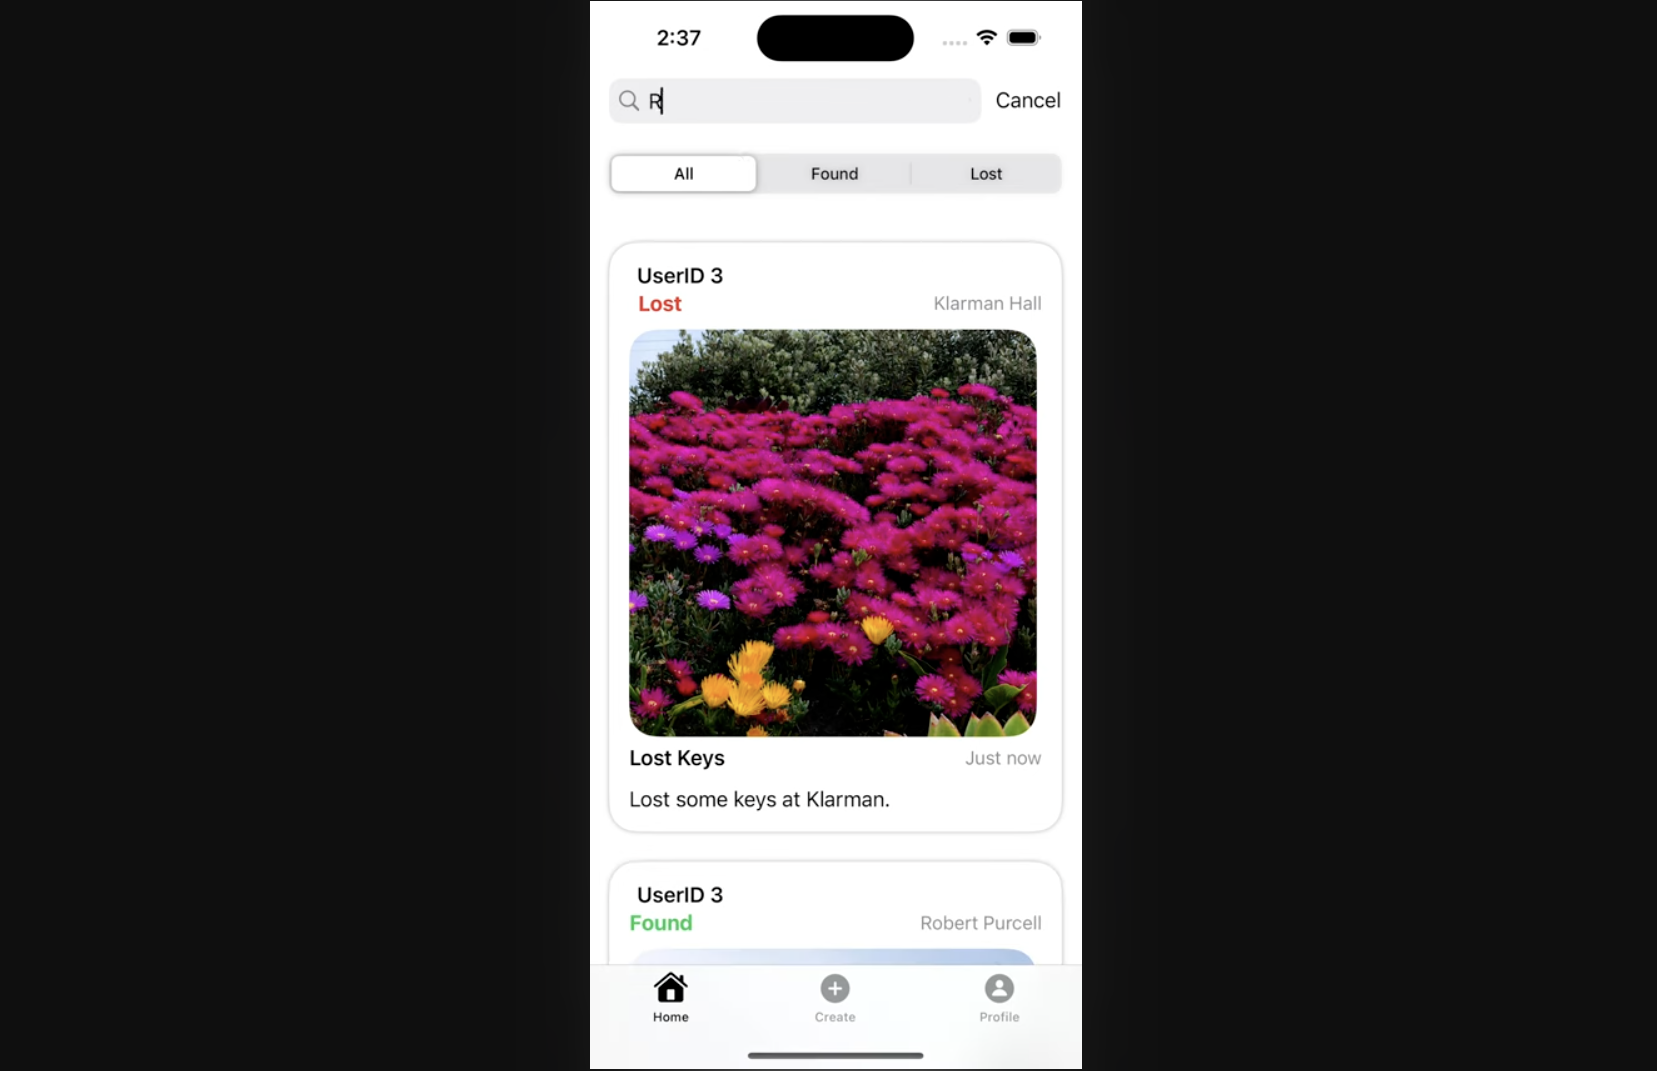 2:37
R
Cancel
All
Found
Lost
UserID 3
Lost
Klarman Hall
Lost Keys
Just now
Lost some keys at Klarman.
UserID 3
Found
Robert Purcell
Home
Create
Profile